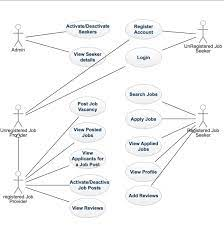 Activate/Deactivate
Seekers
Register
Account
Admin
UnRegistered Job
Seeker
View Seeker
details
Login
Search Jobs
Post Job
Vacancy
Apply Jobs
Unregistered Job
Provider
View Posted
Jobs
Registered Job
Seeker
View Applied
Jobs
View
Applicants for
a Job Post
View Profile
Activate/Deactivate
Job Posts
registered Job
Provider
Add Reviews
View Reviews